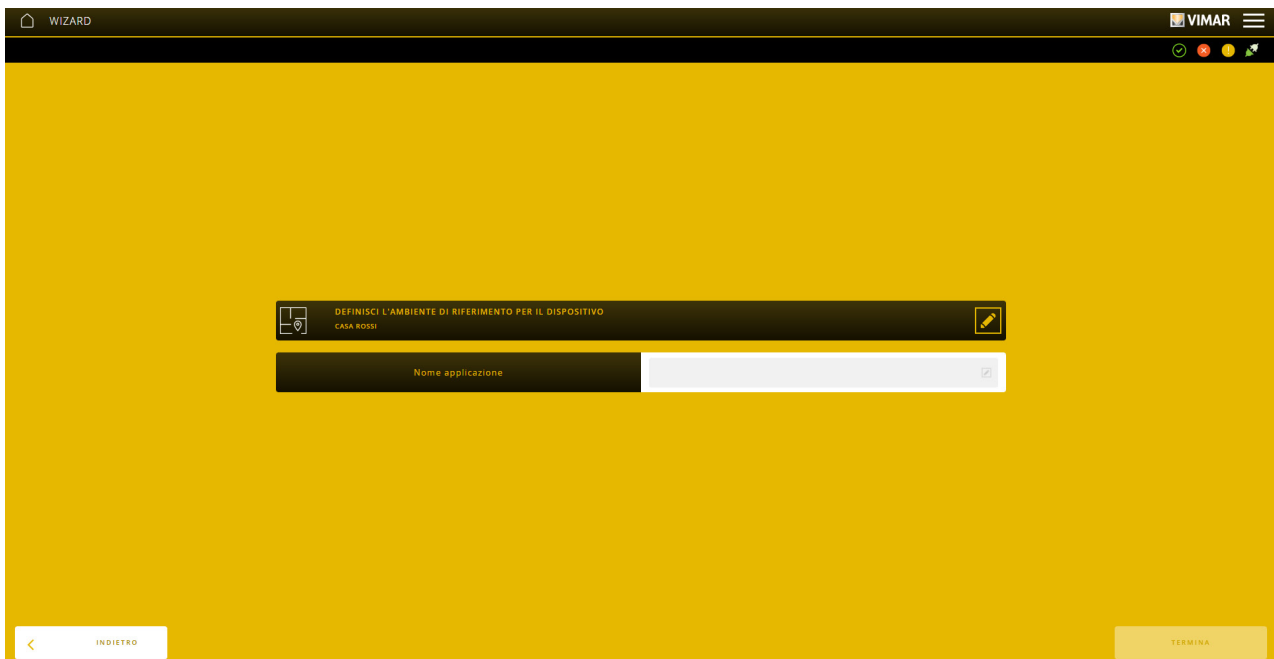 WIZARD
VIMAR
DEFINISCI L'AMBIENTE DI RIFERIMENTO PER IL DISPOSITIVO
CASA ROSSI
Nome applicazione
INDIETRO
TERMINA